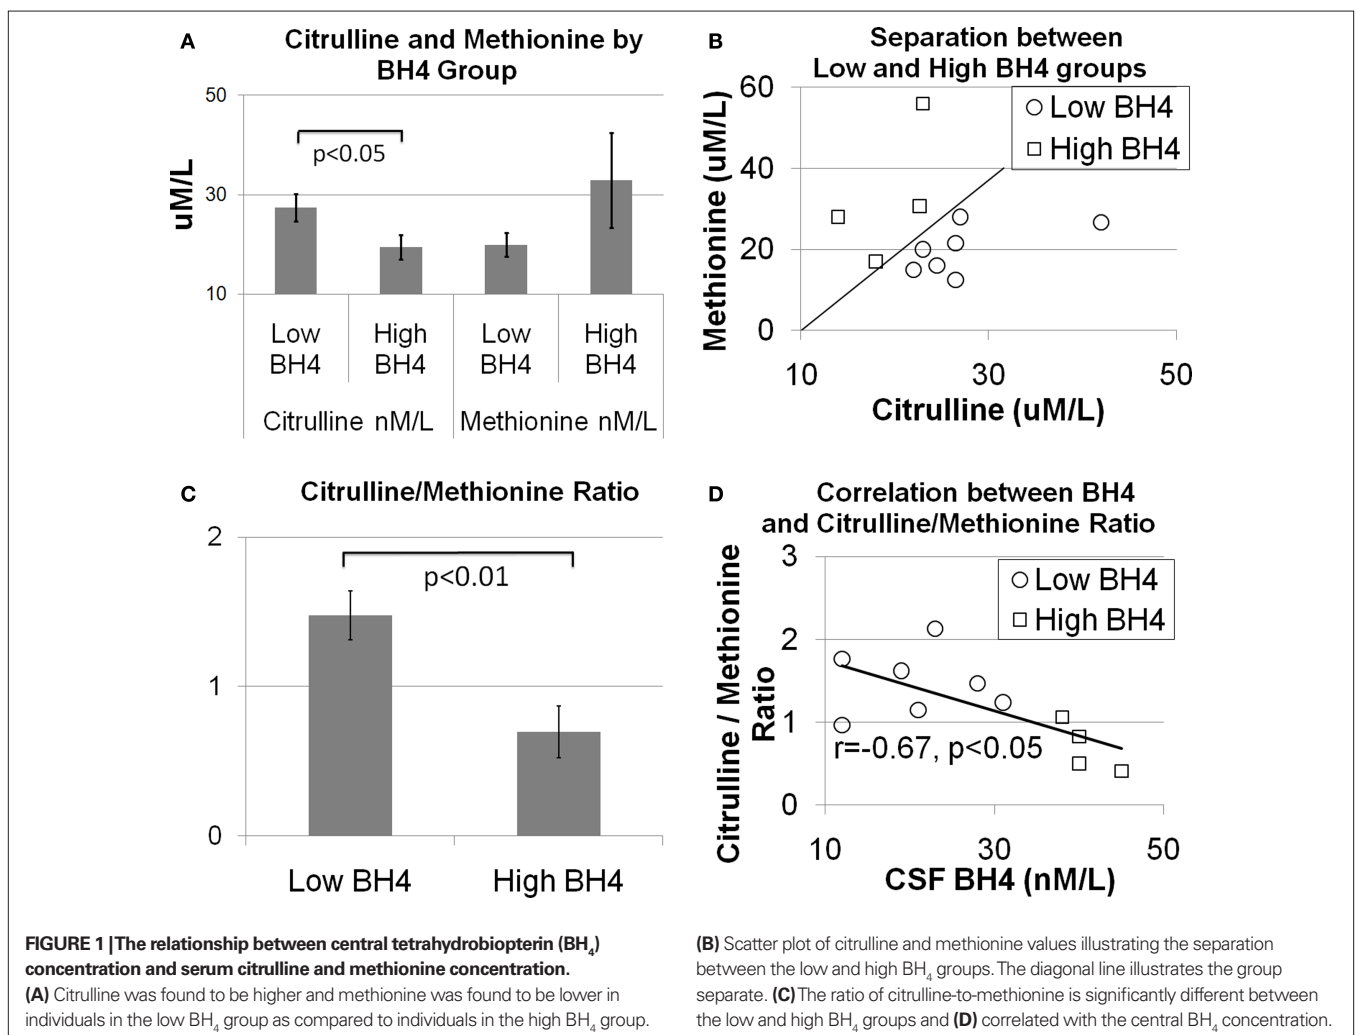 A
Citrulline and Methionine by
BH4 Group
50
30
10
uM/L
p<0.05
Low
BH4
High
BH4
Low
BH4
High
BH4
Citrulline nM/L
Methionine nM/L
B
Separation between
Low and High BH4 groups
Methionine (uM/L)
60
40
20
0
Low BH4
High BH4
10
30
50
Citrulline (uM/L)
C
Citrulline/Methionine Ratio
2
1
0
p<0.01
Low BH4
High BH4
D
Correlation between BH4
and Citrulline/Methionine Ratio
Citrulline / Methionine
Ratio
3
2
1
0
Low BH4
High BH4
r=-0.67, p<0.05
10
30
50
CSF BH4 (nM/L)
FIGURE 1 | The relationship between central tetrahydrobiopterin (BH4)
concentration and serum citrulline and methionine concentration.
(A) Citrulline was found to be higher and methionine was found to be lower in
individuals in the low BH4 group as compared to individuals in the high BH4 group.
(B) Scatter plot of citrulline and methionine values illustrating the separation
between the low and high BH4 groups. The diagonal line illustrates the group
separate. (C) The ratio of citrulline-to-methionine is significantly different between
the low and high BH4 groups and (D) correlated with the central BH4 concentration.